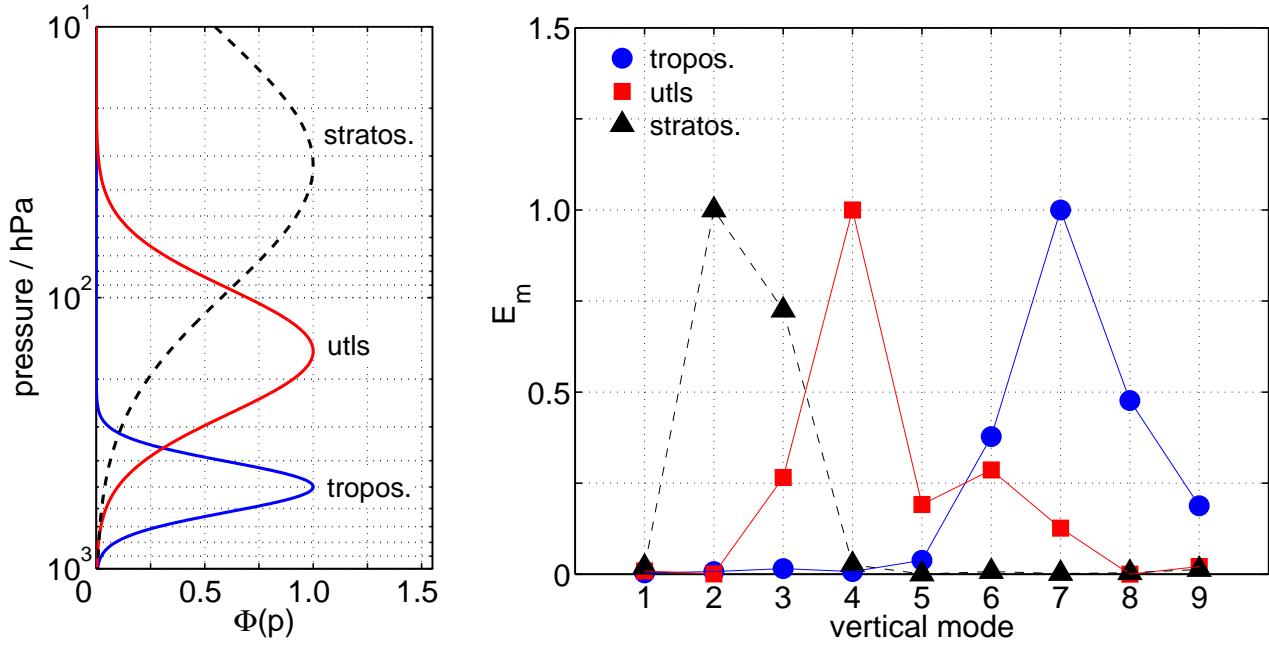 10^1
10^2
10^3
pressure / hPa
stratos.
utls
tropos.
0 0.5 1.0 1.5
Φ(p)
1.5
1.0
0.5
0
E_m
tropos.
utls
stratos.
1 2 3 4 5 6 7 8 9
vertical mode